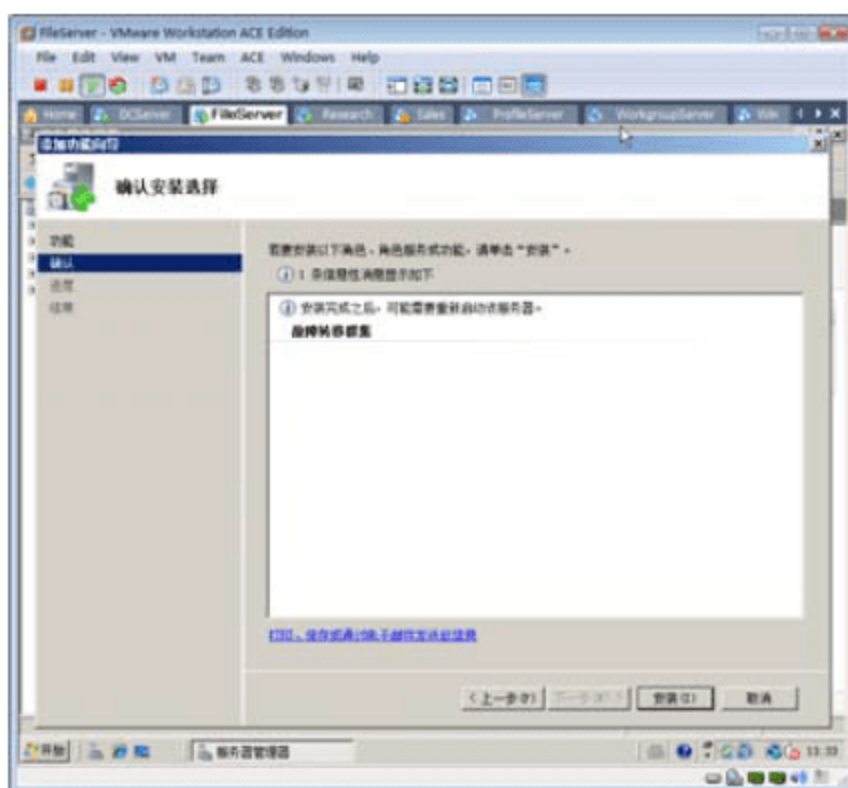 FileServer - VMware Workstation ACE Edition
File Edit View VM Team ACE Windows Help
Home DCServer FileServer Research Sales ProfileServer WorkgroupServer Win
添加功能向导
确认安装选择
功能
确认
进度
结果
若要安装以下角色、角色服务或功能，请单击“安装”。
1 条信息性消息显示如下
安装完成之后，可能需要重新启动该服务器。
故障转移群集
打印、保存或通过电子邮件发送此信息
<上一步(P) 下一步(N) > 安装(I) 取消
开始 服务器管理器 13:33